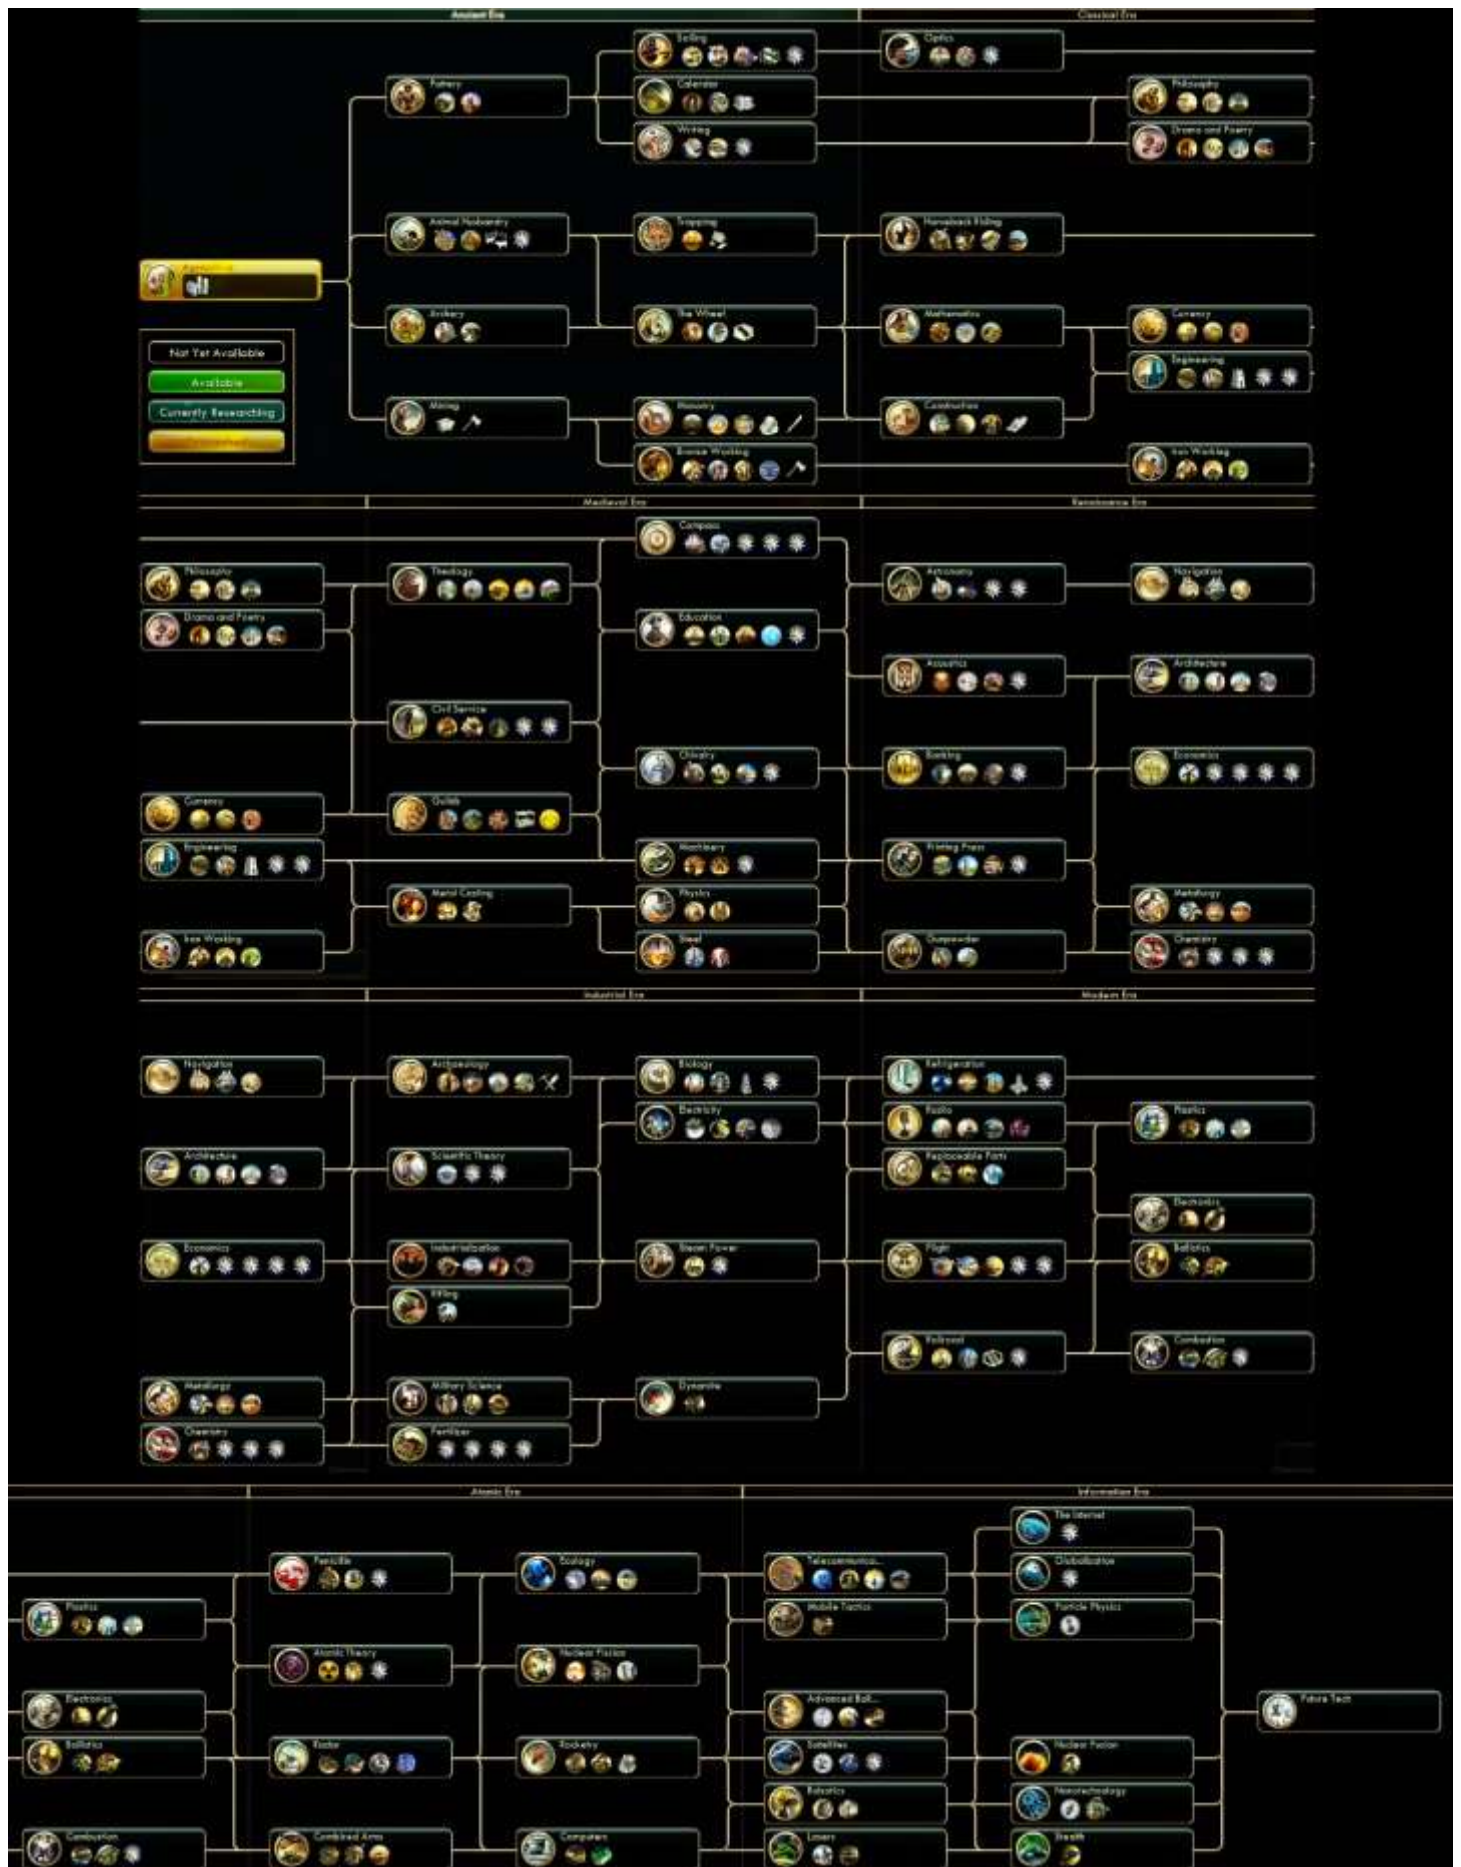 Ancient Era
Classical Era
Sailing
Optics
Pottery
Calendar
Philosophy
Writing
Drama and Poetry
Animal Husbandry
Trapping
Horseback Riding
Agriculture
Archery
The Wheel
Mathematics
Currency
Not Yet Available
Engineering
Available
Currently Researching
Mining
Masonry
Construction
Bronze Working
Iron Working
Medieval Era
Renaissance Era
Compass
Philosophy
Theology
Astronomy
Navigation
Drama and Poetry
Education
Acoustics
Architecture
Civil Service
Chivalry
Banking
Economics
Currency
Guilds
Engineering
Machinery
Printing Press
Metal Casting
Physics
Metallurgy
Iron Working
Steel
Gunpowder
Chemistry
Industrial Era
Modern Era
Navigation
Archaeology
Biology
Refrigeration
Electricity
Radio
Plastics
Architecture
Scientific Theory
Replaceable Parts
Electronics
Economics
Industrialization
Steam Power
Flight
Ballistics
Rifling
Railroad
Combustion
Metallurgy
Military Science
Dynamite
Chemistry
Fertilizer
Atomic Era
Information Era
The Internet
Penicillin
Ecology
Telecommunica...
Globalization
Plastics
Mobile Tactics
Particle Physics
Atomic Theory
Nuclear Fission
Electronics
Advanced Ball...
Future Tech
Ballistics
Radar
Rocketry
Satellites
Nuclear Fusion
Robotics
Nanotechnology
Combustion
Combined Arms
Computers
Lasers
Stealth